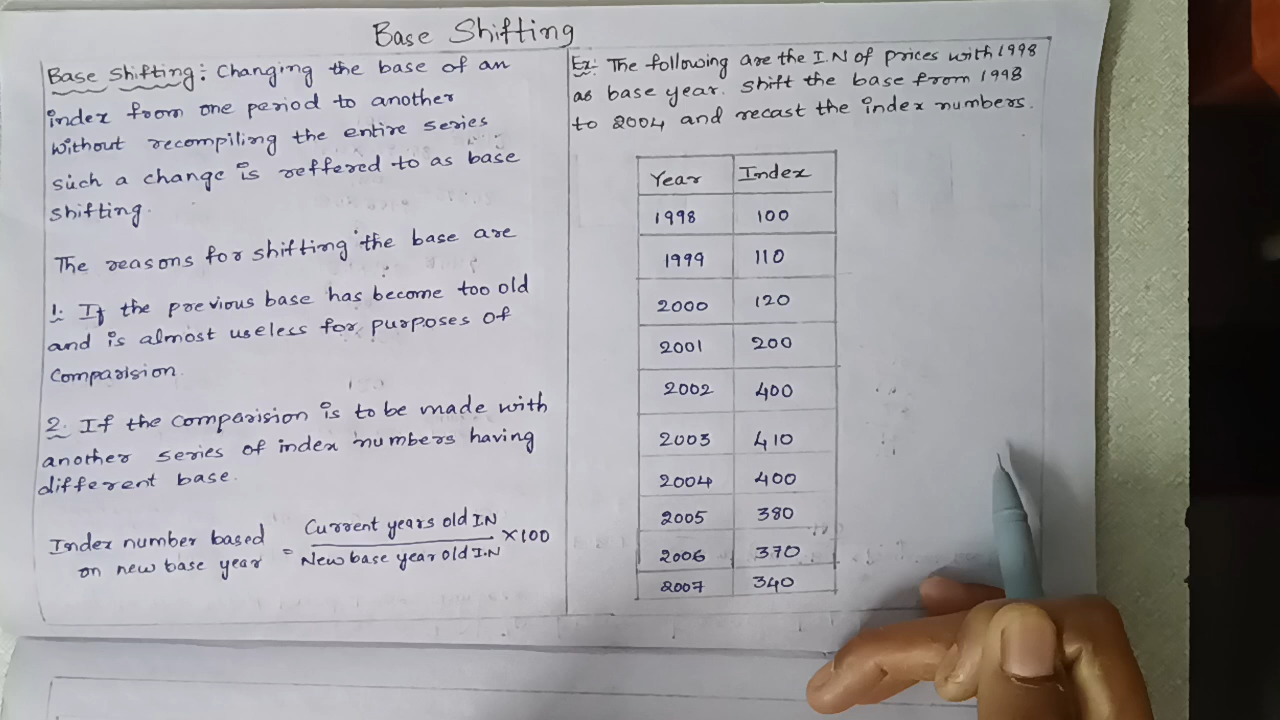 Base Shifting
Base Shifting: Changing the base of an
index from one period to another
without recompiling the entire series
such a change is reffered to as base
shifting.
The reasons for shifting the base are
1. If the previous base has become too old
and is almost useless for purposes of
comparision.
2. If the comparision is to be made with
another series of index numbers having
different base.
Index number based on new base year = Current years old IN / New base year old I.N × 100
Ex: The following are the I.N of prices with 1998
as base year. shift the base from 1998
to 2004 and recast the index numbers.
Year Index
1998 100
1999 110
2000 120
2001 200
2002 400
2003 410
2004 400
2005 380
2006 370
2007 340